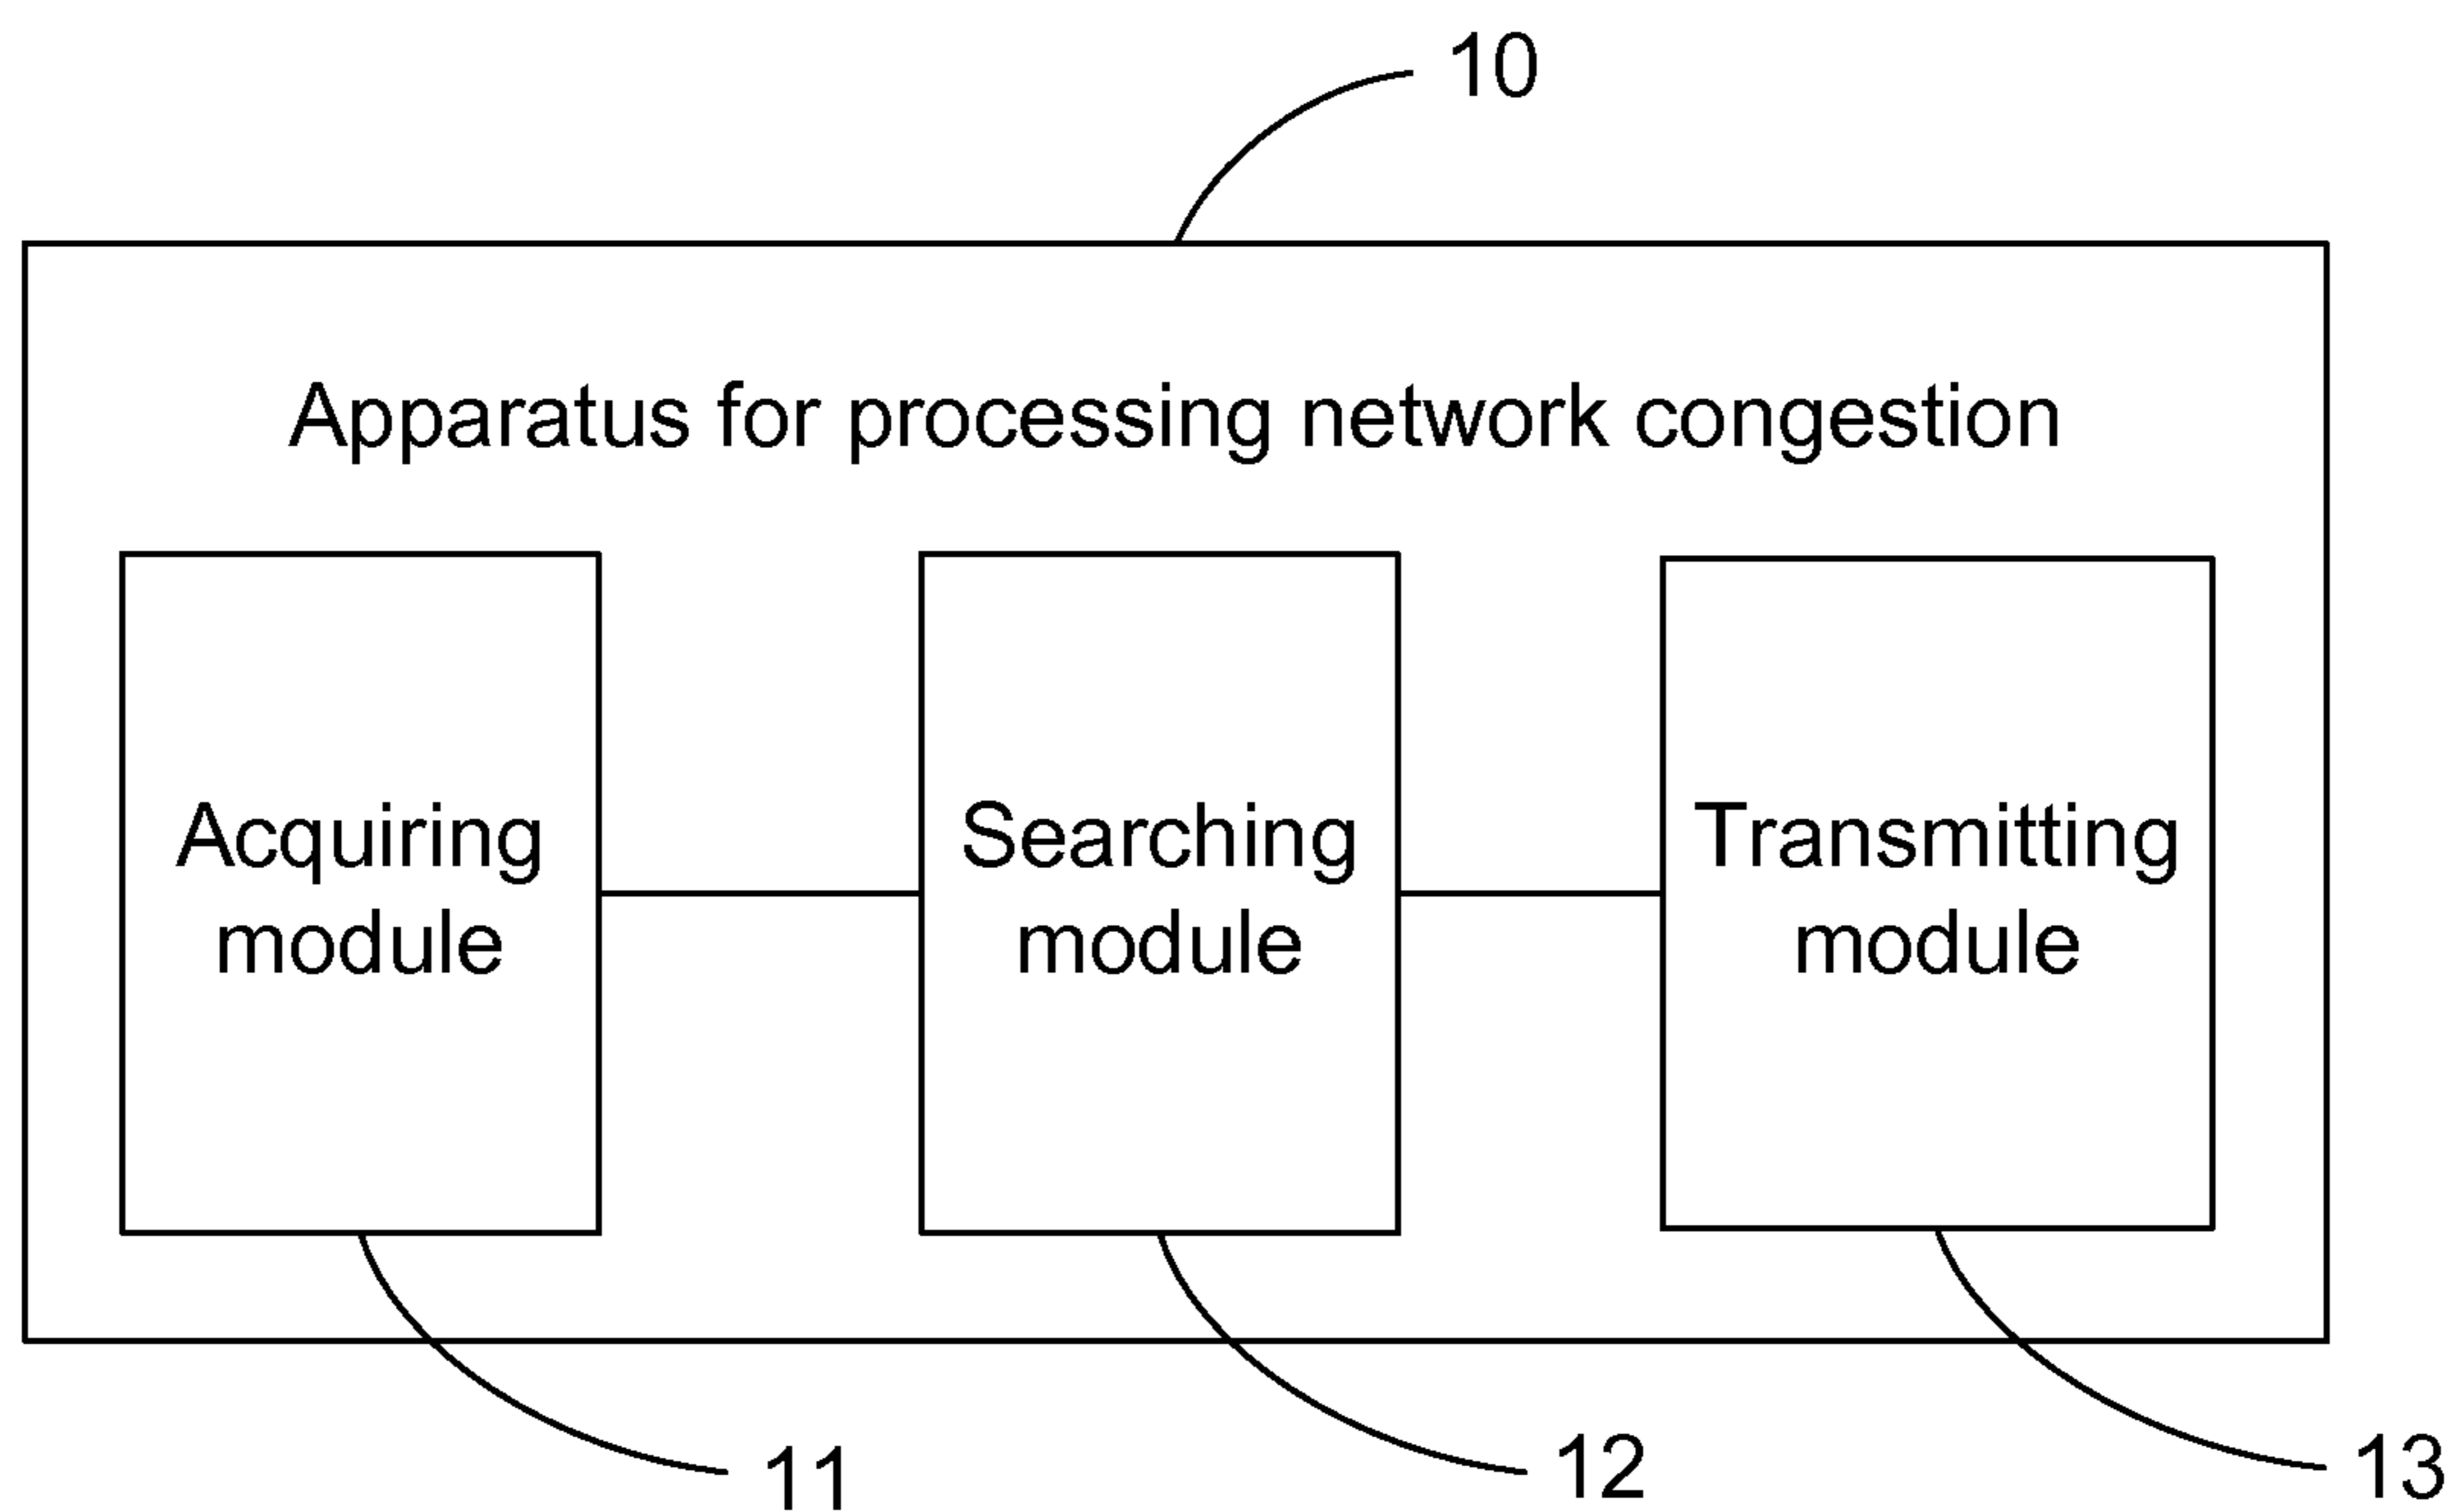 10
Apparatus for processing network congestion
Acquiring
module
Searching
module
Transmitting
module
11
12
13